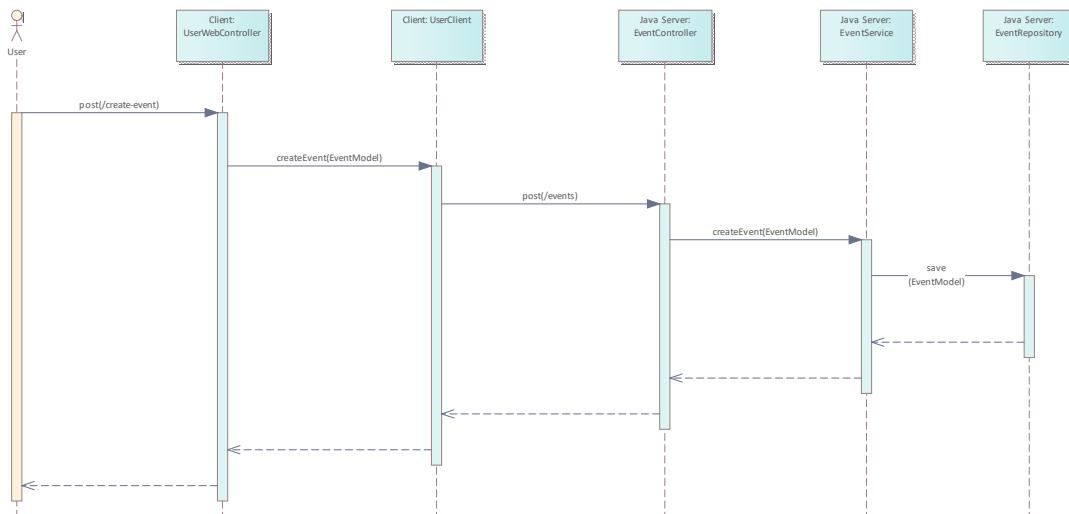 Client:
UserWebController
Client: UserClient
Java Server:
EventController
Java Server:
EventService
Java Server:
EventRepository
User
post(/create-event)
createEvent(EventModel)
post(/events)
createEvent(EventModel)
save
(EventModel)